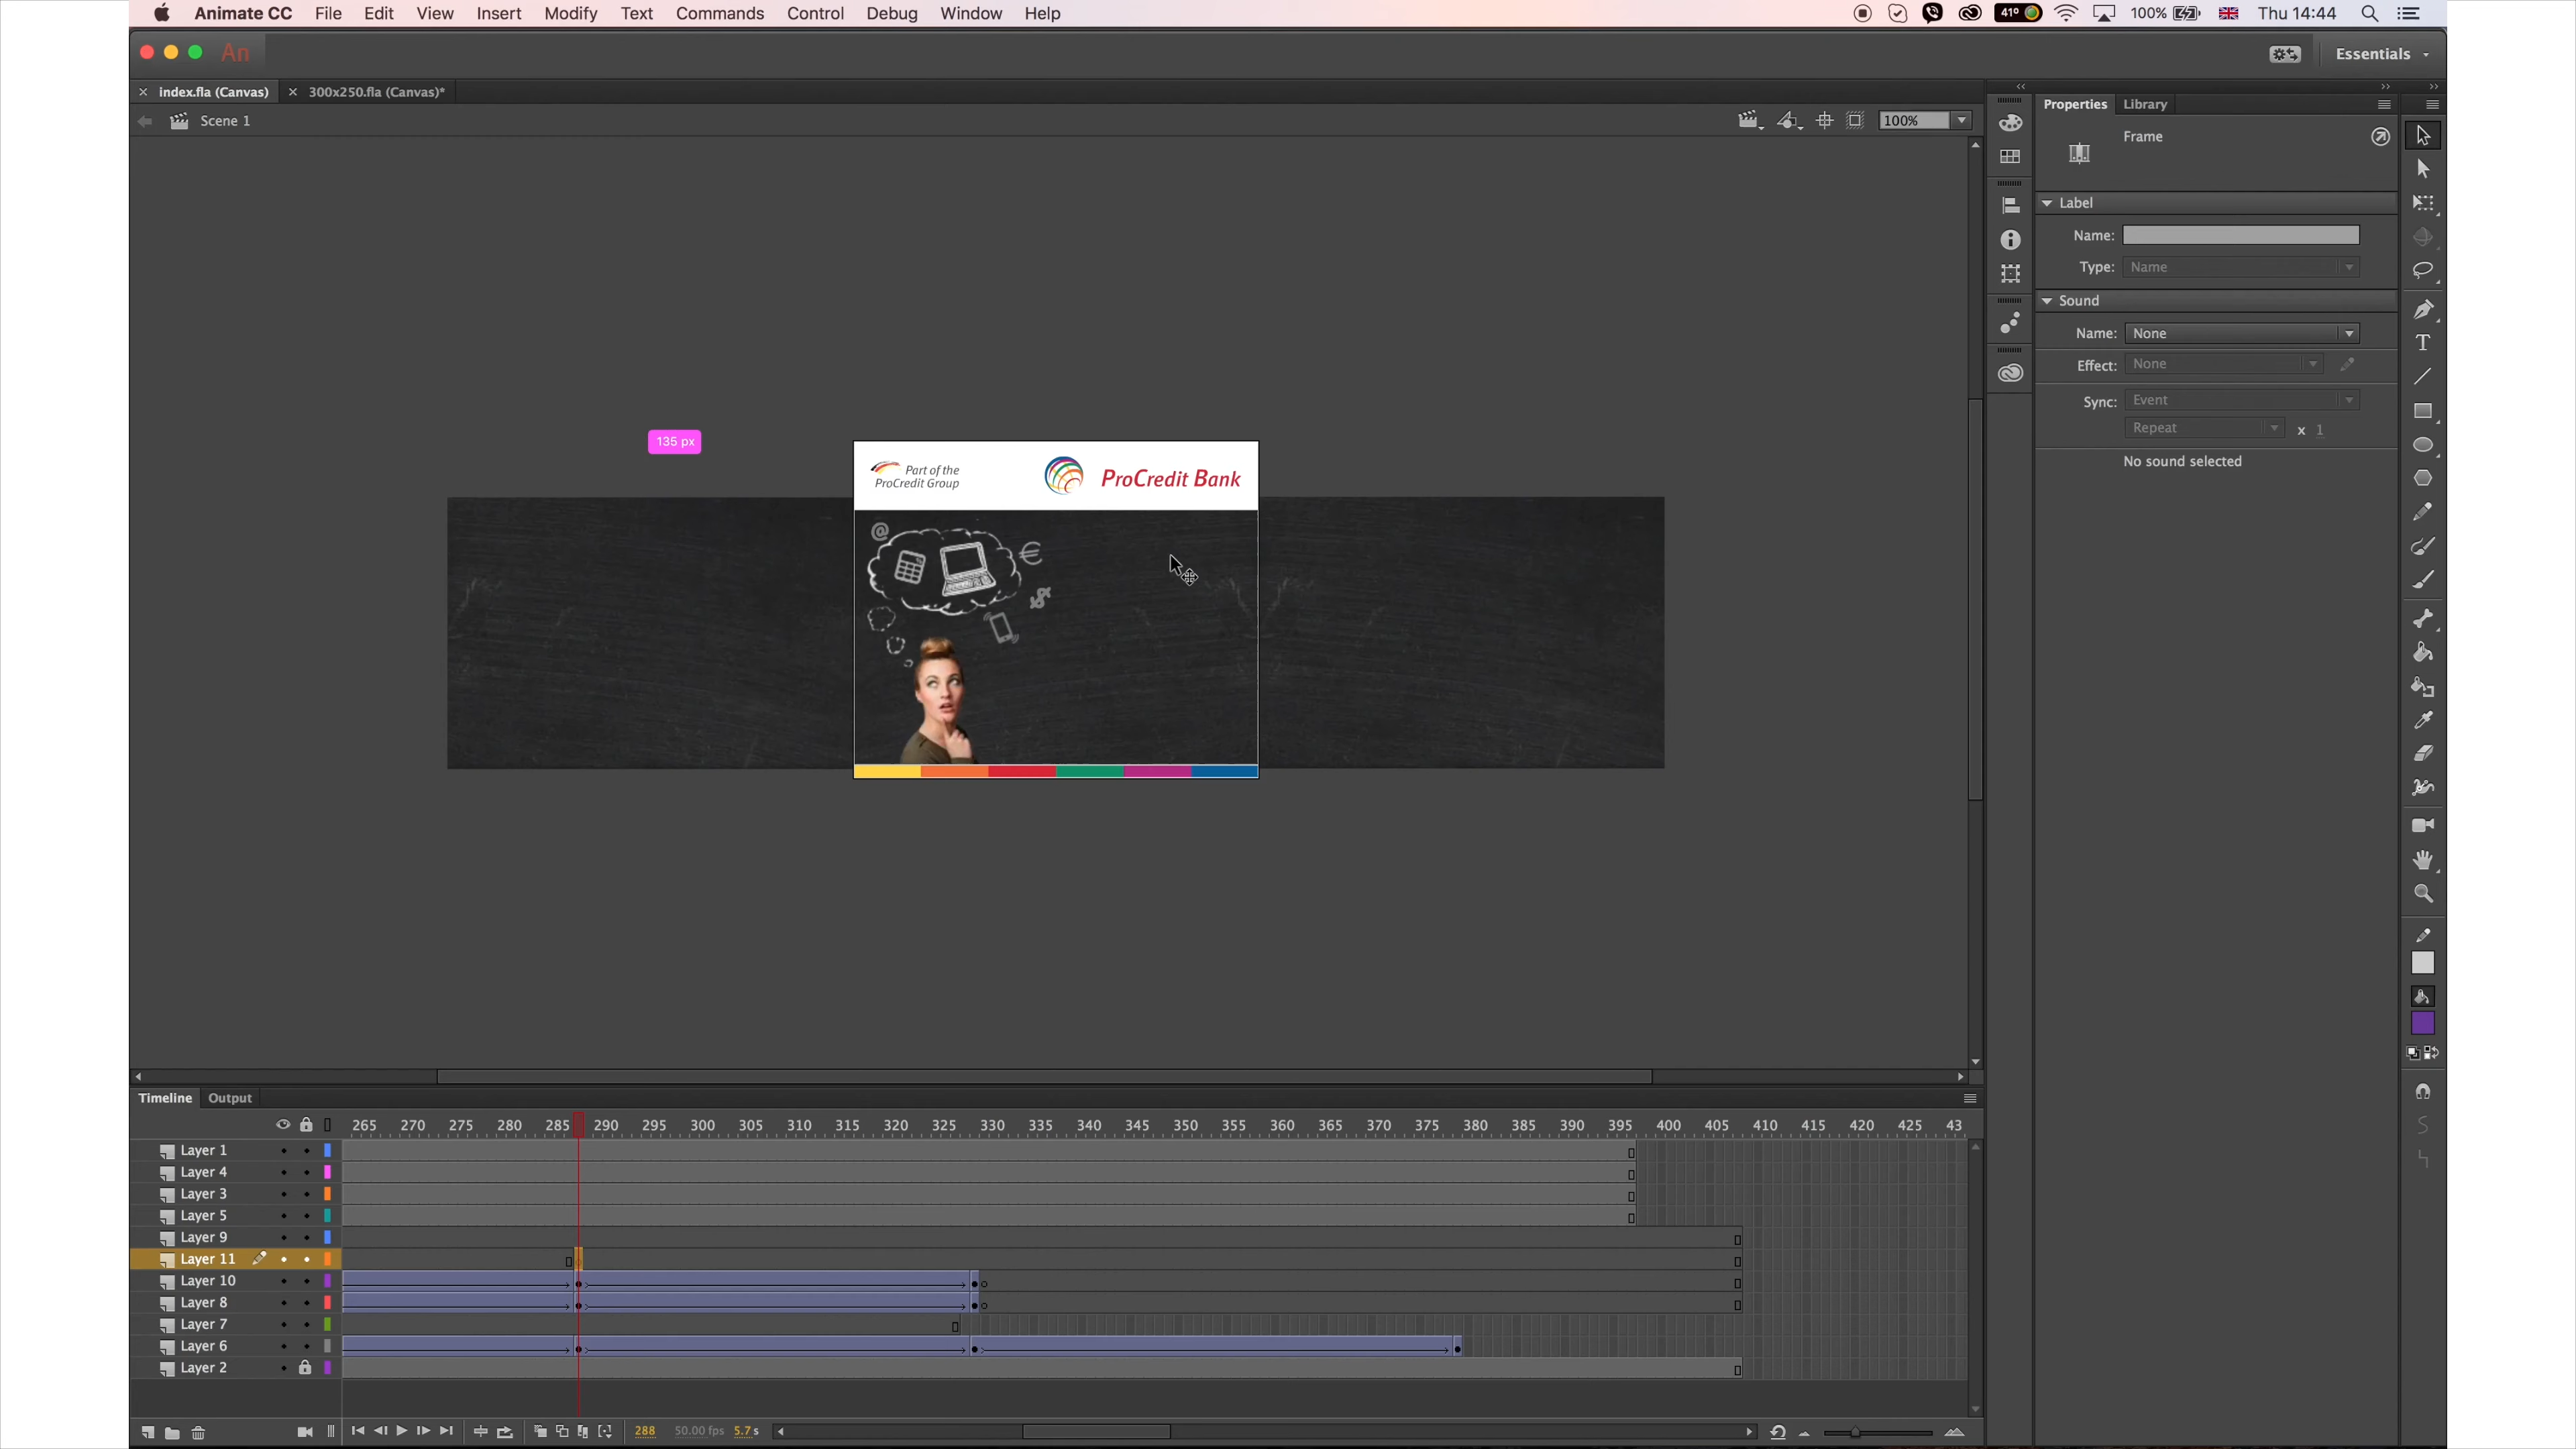 Animate CC File Edit View Insert Modify Text Commands Control Debug Window Help
41° 100% Thu 14:44
An
Essentials
index.fla (Canvas) 300x250.fla (Canvas)*
Scene 1
100%
Properties Library
Frame
Label
Name:
Type: Name
Sound
Name: None
Effect: None
Sync: Event
Repeat x 1
No sound selected
135 px
Part of the
ProCredit Group
ProCredit Bank
@
€
$
Timeline Output
265 270 275 280 285 290 295 300 305 310 315 320 325 330 335 340 345 350 355 360 365 370 375 380 385 390 395 400 405 410 415 420 425 43
Layer 1
Layer 4
Layer 3
Layer 5
Layer 9
Layer 11
Layer 10
Layer 8
Layer 7
Layer 6
Layer 2
288 50.00 fps 5.7 s